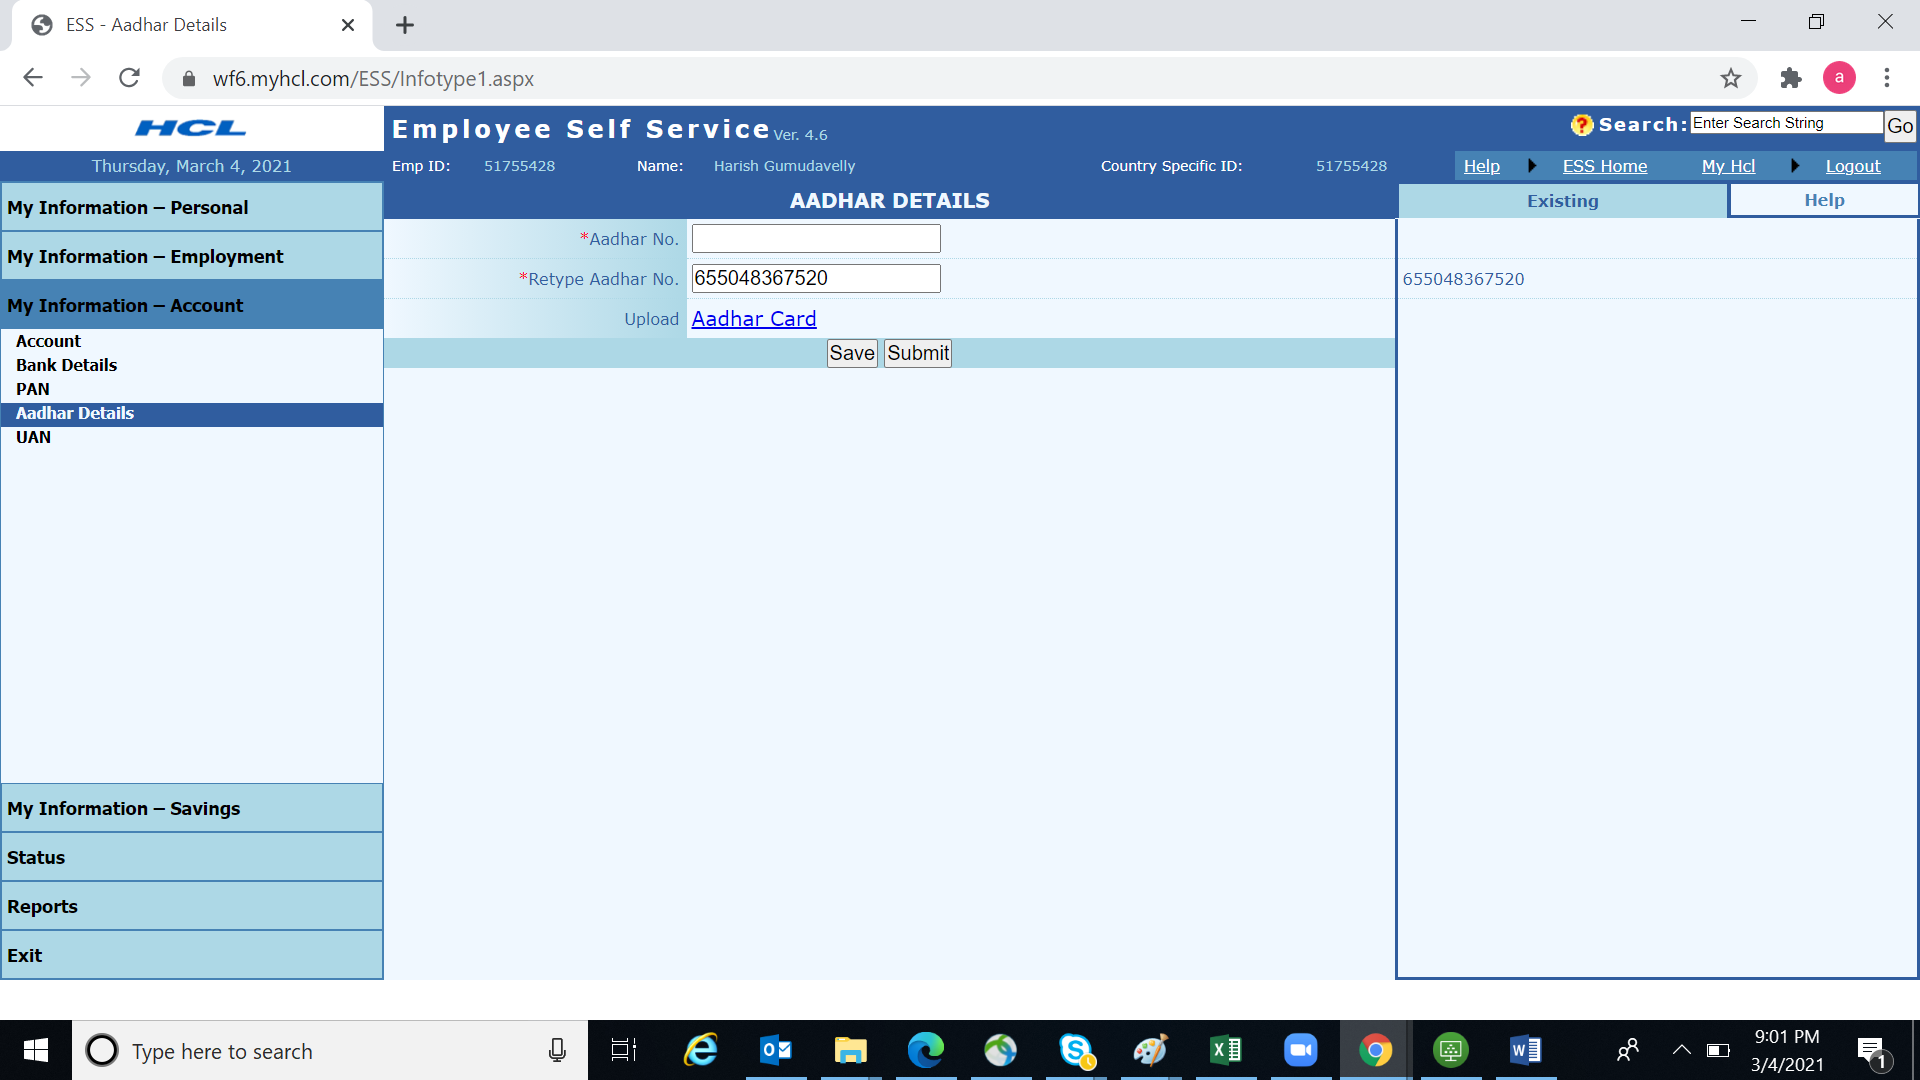 ESS - Aadhar Details
wf6.myhcl.com/ESS/Infotype1.aspx
a
HCL
Employee Self Service Ver. 4.6
Search: Enter Search String Go
Thursday, March 4, 2021
Emp ID: 51755428 Name: Harish Gumudavelly Country Specific ID: 51755428
Help ESS Home My Hcl Logout
AADHAR DETAILS
Existing Help
My Information – Personal
My Information – Employment
My Information – Account
Account
Bank Details
PAN
Aadhar Details
UAN
My Information – Savings
Status
Reports
Exit
*Aadhar No.
*Retype Aadhar No. 655048367520
655048367520
Upload Aadhar Card
Save Submit
Type here to search
9:01 PM
3/4/2021
1